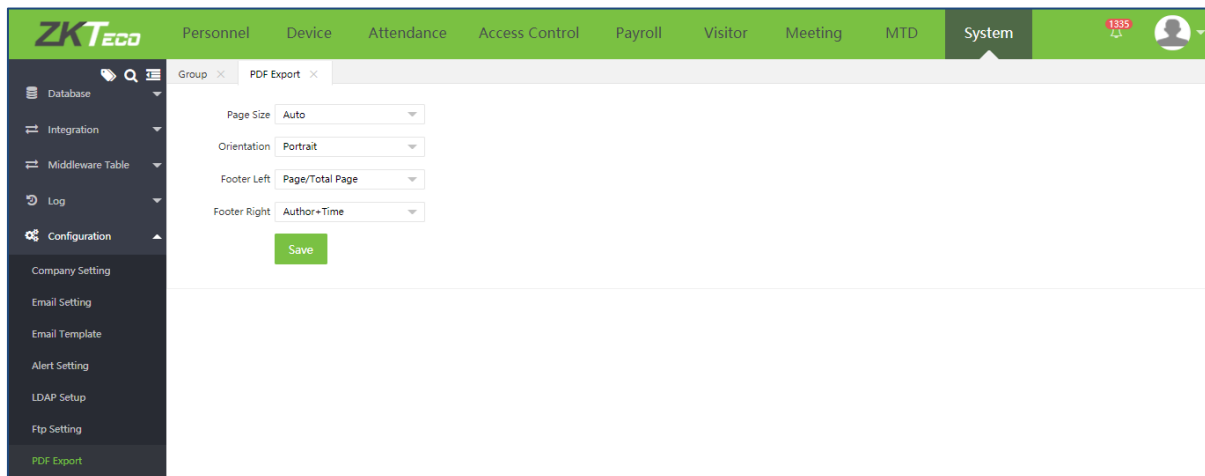 ZKTeco
Personnel Device Attendance Access Control Payroll Visitor Meeting MTD System 1335
Group PDF Export
Database
Integration
Middleware Table
Log
Configuration
Company Setting
Email Setting
Email Template
Alert Setting
LDAP Setup
Ftp Setting
PDF Export
Page Size Auto
Orientation Portrait
Footer Left Page/Total Page
Footer Right Author+Time
Save